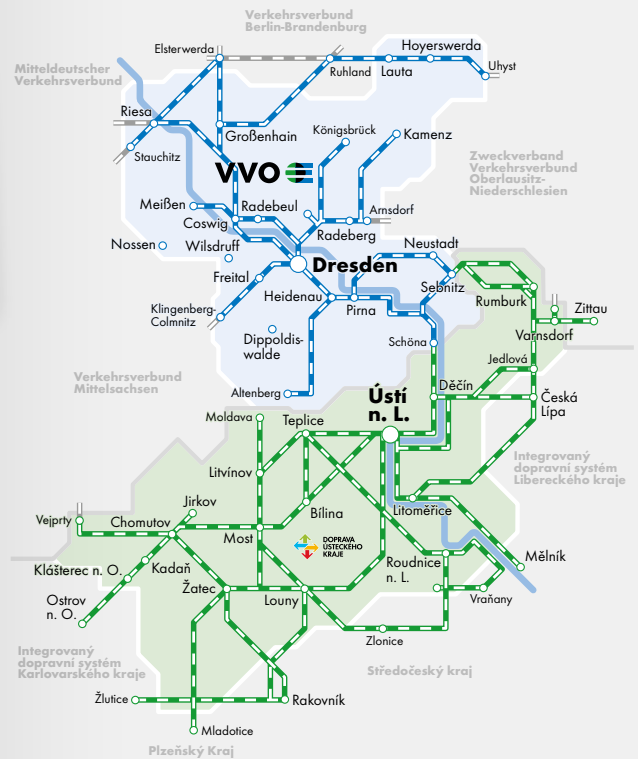 Verkehrsverbund
Berlin-Brandenburg
Elsterwerda
Hoyerswerda
Mitteldeutscher
Verkehrsverbund
Ruhland
Lauta
Uhyst
Riesa
Großenhain
Königsbrück
Kamenz
Stauchitz
VVO
Zweckverband
Verkehrsverbund
Oberlausitz-
Niederschlesien
Meißen
Radebeul
Arnsdorf
Coswig
Radeberg
Nossen
Wilsdruff
Neustadt
Dresden
Freital
Sebnitz
Heidenau
Pirna
Rumburk
Zittau
Klingenberg-
Colmnitz
Varnsdorf
Dippoldis-
walde
Schöna
Jedlová
Verkehrsverbund
Mittelsachsen
Altenberg
Děčín
Ústí
n. L.
Česká
Lípa
Moldava
Teplice
Integrovaný
dopravní systém
Libereckého kraje
Litvínov
Jirkov
Bílina
Litoměřice
Vejprty
Chomutov
Most
DOPRAVA
ÚSTECKÉHO
KRAJE
Klášterec n. O.
Kadaň
Roudnice
n. L.
Mělník
Žatec
Louny
Ostrov
n. O.
Vraňany
Zlonice
Integrovaný
dopravní systém
Karlovarského kraje
Středočeský kraj
Žlutice
Rakovník
Mladotice
Plzeňský Kraj